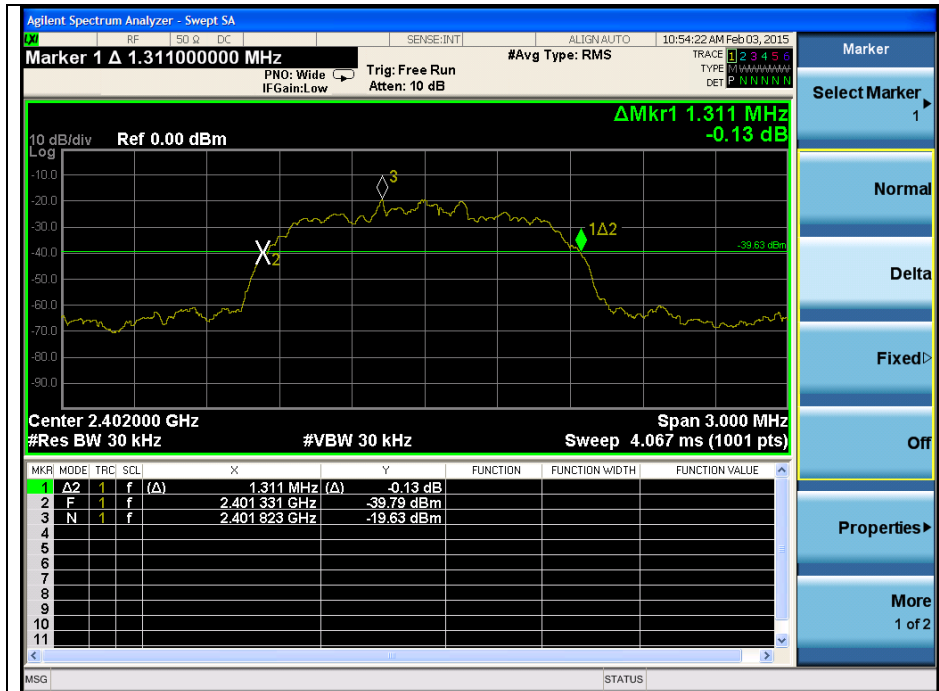 Agilent Spectrum Analyzer - Swept SA
LXI RF 50 Ω DC SENSE:INT ALIGN AUTO 10:54:22 AM Feb 03, 2015
Marker 1 Δ 1.311000000 MHz
PNO: Wide
IFGain:Low
Trig: Free Run
Atten: 10 dB
#Avg Type: RMS
TRACE 1 2 3 4 5 6
TYPE MWWWWW
DET P N N N N N
ΔMkr1 1.311 MHz
-0.13 dB
10 dB/div Ref 0.00 dBm
Log
-10.0
-20.0
-30.0
-40.0
-50.0
-60.0
-70.0
-80.0
-90.0
3
1Δ2
2
-39.63 dBm
Center 2.402000 GHz Span 3.000 MHz
#Res BW 30 kHz #VBW 30 kHz Sweep 4.067 ms (1001 pts)
MKR MODE TRC SCL X Y FUNCTION FUNCTION WIDTH FUNCTION VALUE
1 Δ2 1 f (Δ) 1.311 MHz (Δ) -0.13 dB
2 F 1 f 2.401 331 GHz -39.79 dBm
3 N 1 f 2.401 823 GHz -19.63 dBm
4
5
6
7
8
9
10
11
MSG STATUS
Marker
Select Marker
1
Normal
Delta
Fixed
Off
Properties
More
1 of 2